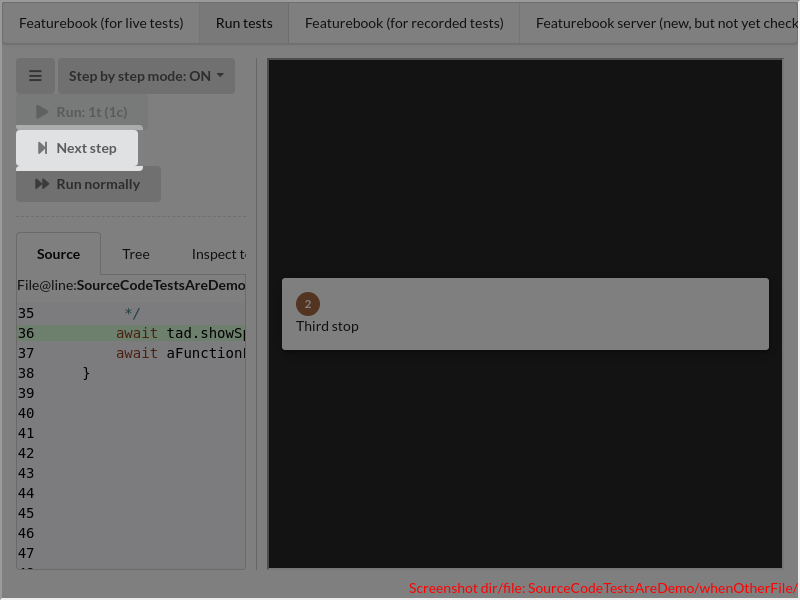 Featurebook (for live tests) Run tests Featurebook (for recorded tests) Featurebook server (new, but not yet check
Step by step mode: ON
Run: 1t (1c)
Next step
Run normally
Source Tree Inspect t
File@line:SourceCodeTestsAreDemo
35 */
36 await tad.showSp
37 await aFunction
38 }
39
40
41
42
43
44
45
46
47
2
Third stop
Screenshot dir/file: SourceCodeTestsAreDemo/whenOtherFile/